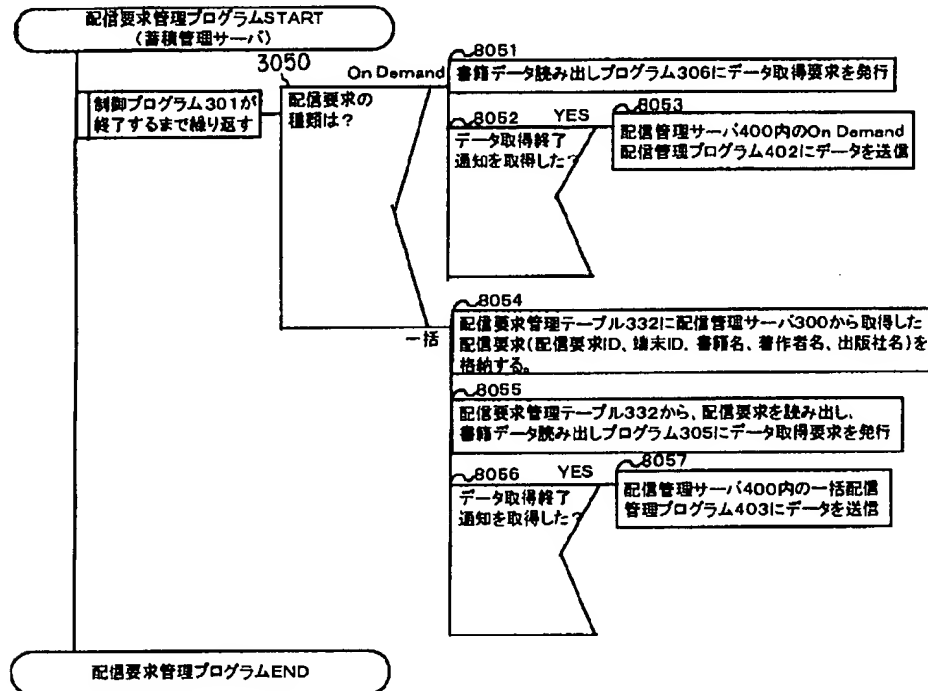 配信要求管理プログラムSTART
(蓄積管理サーバ)
制御プログラム301が
終了するまで繰り返す
3050
配信要求の
種類は?
On Demand
8051
書籍データ読み出しプログラム306にデータ取得要求を発行
8052
データ取得終了
通知を取得した?
YES
8053
配信管理サーバ400内のOn Demand
配信管理プログラム402にデータを送信
一括
8054
配信要求管理テーブル332に配信管理サーバ300から取得した
配信要求(配信要求ID、端末ID、書籍名、著作者名、出版社名)を
格納する。
8055
配信要求管理テーブル332から、配信要求を読み出し、
書籍データ読み出しプログラム305にデータ取得要求を発行
8056
データ取得終了
通知を取得した?
YES
8057
配信管理サーバ400内の一括配信
管理プログラム403にデータを送信
配信要求管理プログラムEND